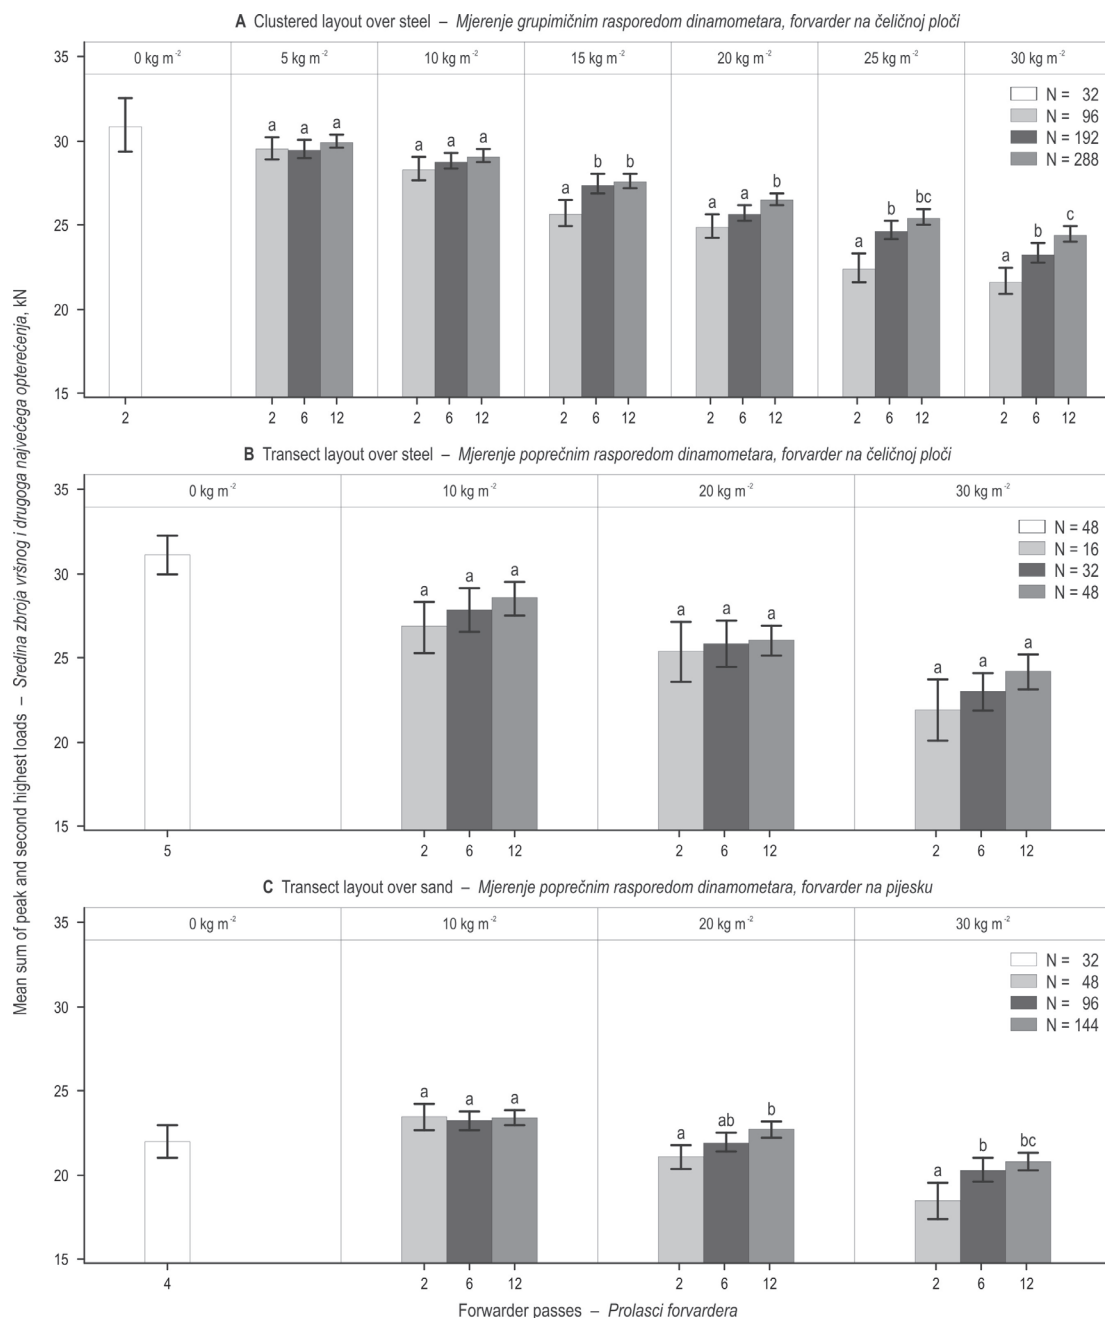 A Clustered layout over steel – Mjerenje grupimičnim rasporedom dinamometara, forvarder na čeličnoj ploči
35
0 kg m-2 5 kg m-2 10 kg m-2 15 kg m-2 20 kg m-2 25 kg m-2 30 kg m-2
N = 32
N = 96
N = 192
N = 288
30
25
20
15
a a a
a a a
a b b
a a b
a b bc
a b c
2 2 6 12 2 6 12 2 6 12 2 6 12 2 6 12 2 6 12
B Transect layout over steel – Mjerenje poprečnim rasporedom dinamometara, forvarder na čeličnoj ploči
35
0 kg m-2 10 kg m-2 20 kg m-2 30 kg m-2
N = 48
N = 16
N = 32
N = 48
30
25
20
15
a a a
a a a
a a a
5 2 6 12 2 6 12 2 6 12
C Transect layout over sand – Mjerenje poprečnim rasporedom dinamometara, forvarder na pijesku
35
0 kg m-2 10 kg m-2 20 kg m-2 30 kg m-2
N = 32
N = 48
N = 96
N = 144
30
25
20
15
a a a
a ab b
a b bc
4 2 6 12 2 6 12 2 6 12
Forwarder passes – Prolasci forvardera
Mean sum of peak and second highest loads – Sredina zbroja vršnog i drugoga najvećega opterećenja, kN